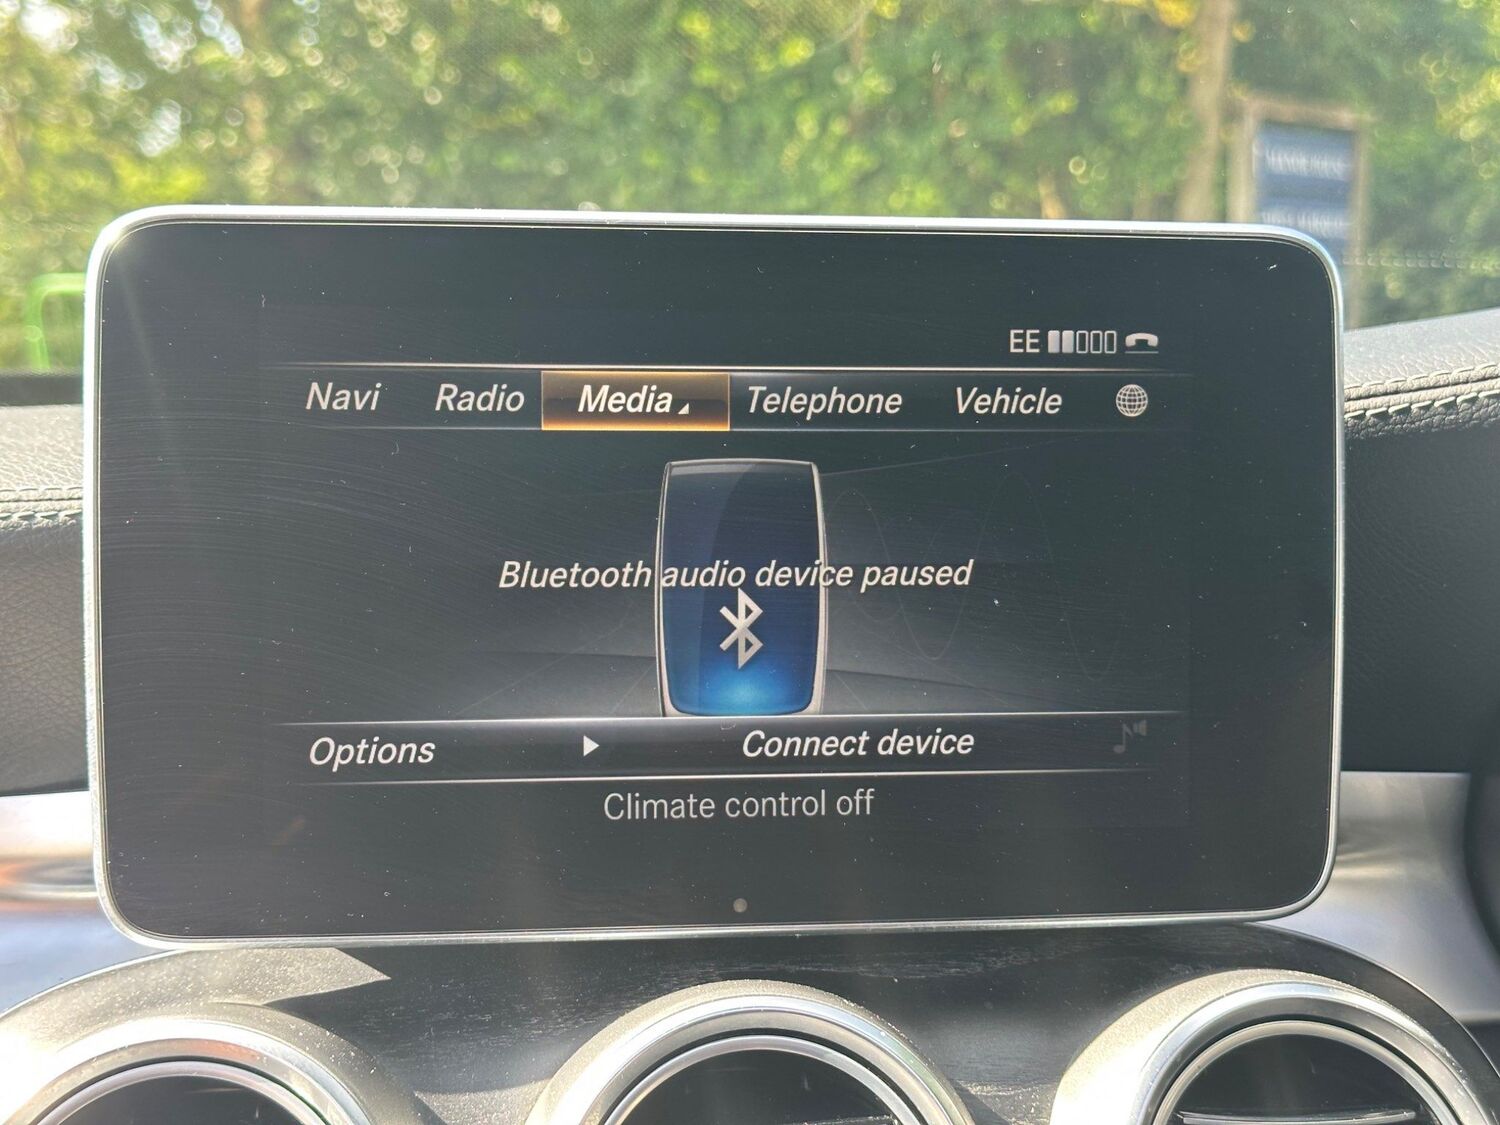 EE
Navi Radio Media Telephone Vehicle
Bluetooth audio device paused
Options Connect device
Climate control off